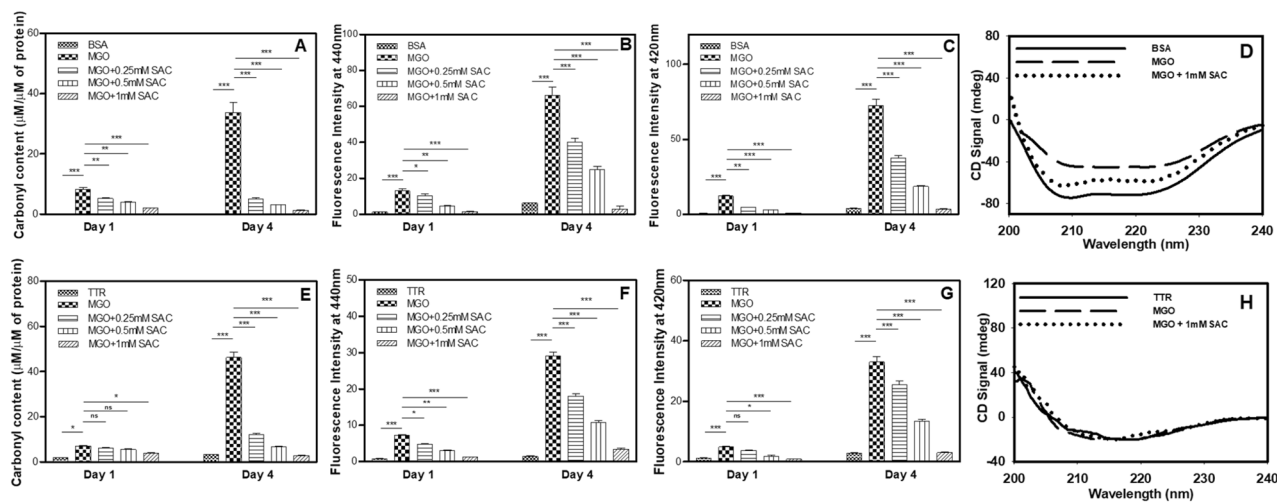 A
Carbonyl content (μM/μM of protein)
60
40
20
0
BSA
MGO
MGO+0.25mM SAC
MGO+0.5mM SAC
MGO+1mM SAC
***
**
**
***
***
***
***
***
Day 1
Day 4
B
Fluorescence Intensity at 440nm
100
80
60
40
20
0
BSA
MGO
MGO+0.25mM SAC
MGO+0.5mM SAC
MGO+1mM SAC
***
*
**
***
***
***
***
***
Day 1
Day 4
C
Fluorescence Intensity at 420nm
100
50
0
BSA
MGO
MGO+0.25mM SAC
MGO+0.5mM SAC
MGO+1mM SAC
***
**
***
***
***
***
***
***
Day 1
Day 4
D
CD Signal (mdeg)
80
40
0
-40
-80
BSA
MGO
MGO + 1mM SAC
200
210
220
230
240
Wavelength (nm)
E
Carbonyl content (μM/μM of protein)
80
60
40
20
0
TTR
MGO
MGO+0.25mM SAC
MGO+0.5mM SAC
MGO+1mM SAC
*
ns
ns
*
***
***
***
***
Day 1
Day 4
F
Fluorescence Intensity at 440nm
50
40
30
20
10
0
TTR
MGO
MGO+0.25mM SAC
MGO+0.5mM SAC
MGO+1mM SAC
***
*
**
***
***
***
***
***
Day 1
Day 4
G
Fluorescence Intensity at 420nm
60
40
20
0
TTR
MGO
MGO+0.25mM SAC
MGO+0.5mM SAC
MGO+1mM SAC
***
ns
*
***
***
***
***
***
Day 1
Day 4
H
CD Signal (mdeg)
120
80
40
0
-40
TTR
MGO
MGO + 1mM SAC
200
210
220
230
240
Wavelength (nm)